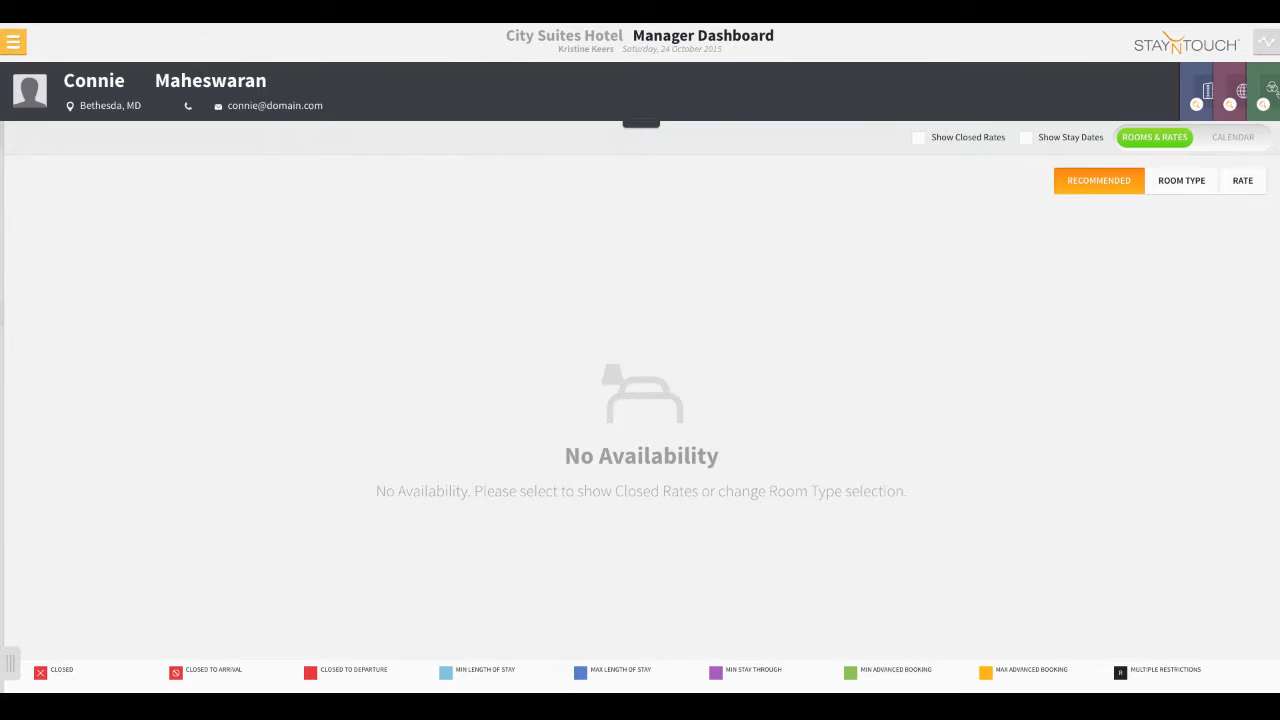 City Suites Hotel Manager Dashboard
Kristine Keers Saturday, 24 October 2015
STAYNTOUCH
Connie Maheswaran
Bethesda, MD connie@domain.com
Show Closed Rates Show Stay Dates ROOMS & RATES CALENDAR
RECOMMENDED ROOM TYPE RATE
No Availability
No Availability. Please select to show Closed Rates or change Room Type selection.
CLOSED CLOSED TO ARRIVAL CLOSED TO DEPARTURE MIN LENGTH OF STAY MAX LENGTH OF STAY MIN STAY THROUGH MIN ADVANCED BOOKING MAX ADVANCED BOOKING R MULTIPLE RESTRICTIONS